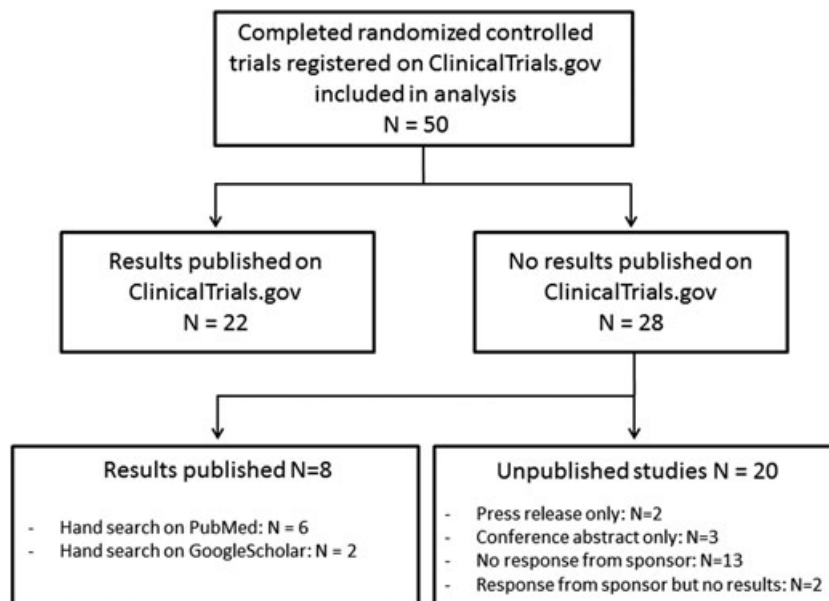 Completed randomized controlled
trials registered on ClinicalTrials.gov
included in analysis
N = 50
Results published on
ClinicalTrials.gov
N = 22
No results published on
ClinicalTrials.gov
N = 28
Results published N=8
- Hand search on PubMed: N = 6
- Hand search on GoogleScholar: N = 2
Unpublished studies N = 20
- Press release only: N=2
- Conference abstract only: N=3
- No response from sponsor: N=13
- Response from sponsor but no results: N=2